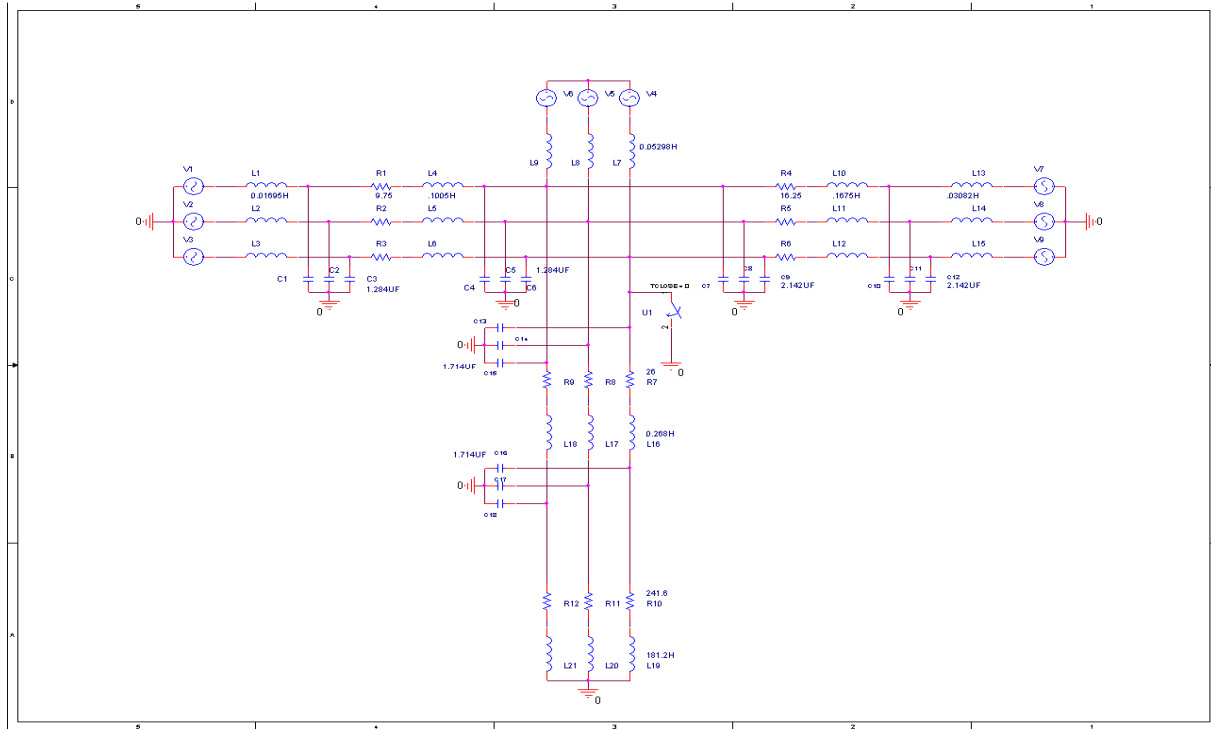 5 4 3 2 1
D
V6 V5 V4
L9 L8 L7 0.05298H
V1 L1 R1 L4 R4 L10 L13 V7
0.01695H 9.75 .1005H 16.25 .1675H .03082H
V2 L2 R2 L5 R5 L11 L14 V8
0 0
V3 L3 R3 L6 R6 L12 L15 V9
C
C1 C2 C3 C4 C5 1.284UF C6 C7 C8 C9 C10 C11 C12
1.284UF 2.142UF 2.142UF
TCLOSE = 0
0 0 0 0
U1
2
C13
0 C14
1.714UF C15
0
26
R9 R8 R7
0.268H
L18 L17 L16
B
1.714UF C16
0 C17
C18
241.6
R12 R11 R10
A
181.2H
L21 L20 L19
0
5 4 3 2 1